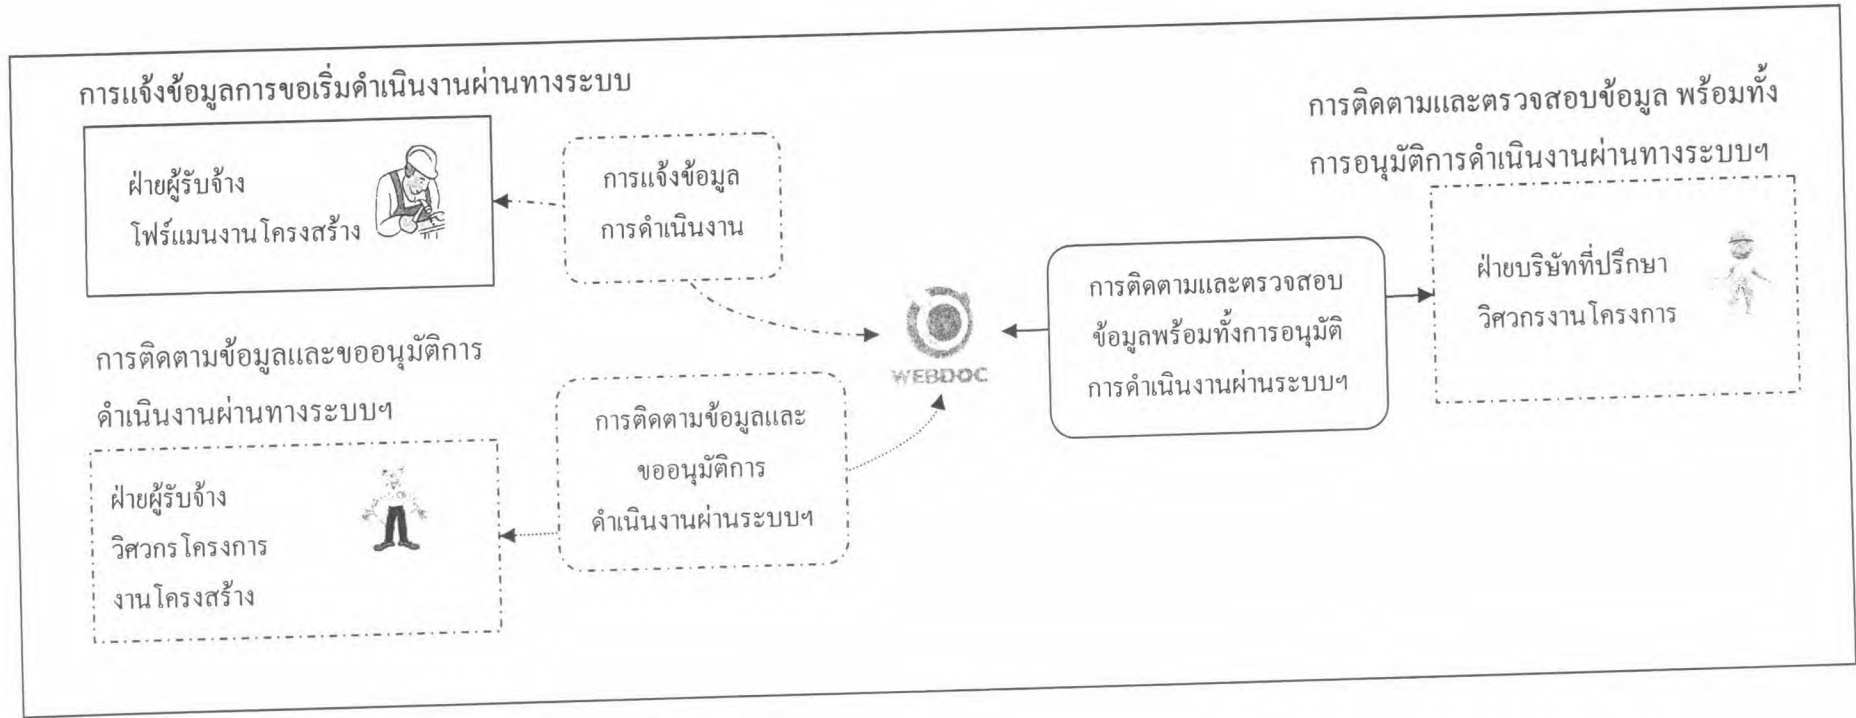 การแจ้งข้อมูลการขอเริ่มดำเนินงานผ่านทางระบบ
ฝ่ายผู้รับจ้าง
โฟร์แมนงานโครงสร้าง
การแจ้งข้อมูล
การดำเนินงาน
การติดตามและตรวจสอบข้อมูล พร้อมทั้ง
การอนุมัติการดำเนินงานผ่านทางระบบฯ
ฝ่ายบริษัทที่ปรึกษา
วิศวกรงานโครงการ
การติดตามและตรวจสอบ
ข้อมูลพร้อมทั้งการอนุมัติ
การดำเนินงานผ่านระบบฯ
WEBDOC
การติดตามข้อมูลและขออนุมัติการ
ดำเนินงานผ่านทางระบบฯ
ฝ่ายผู้รับจ้าง
วิศวกรโครงการ
งานโครงสร้าง
การติดตามข้อมูลและ
ขออนุมัติการ
ดำเนินงานผ่านระบบฯ